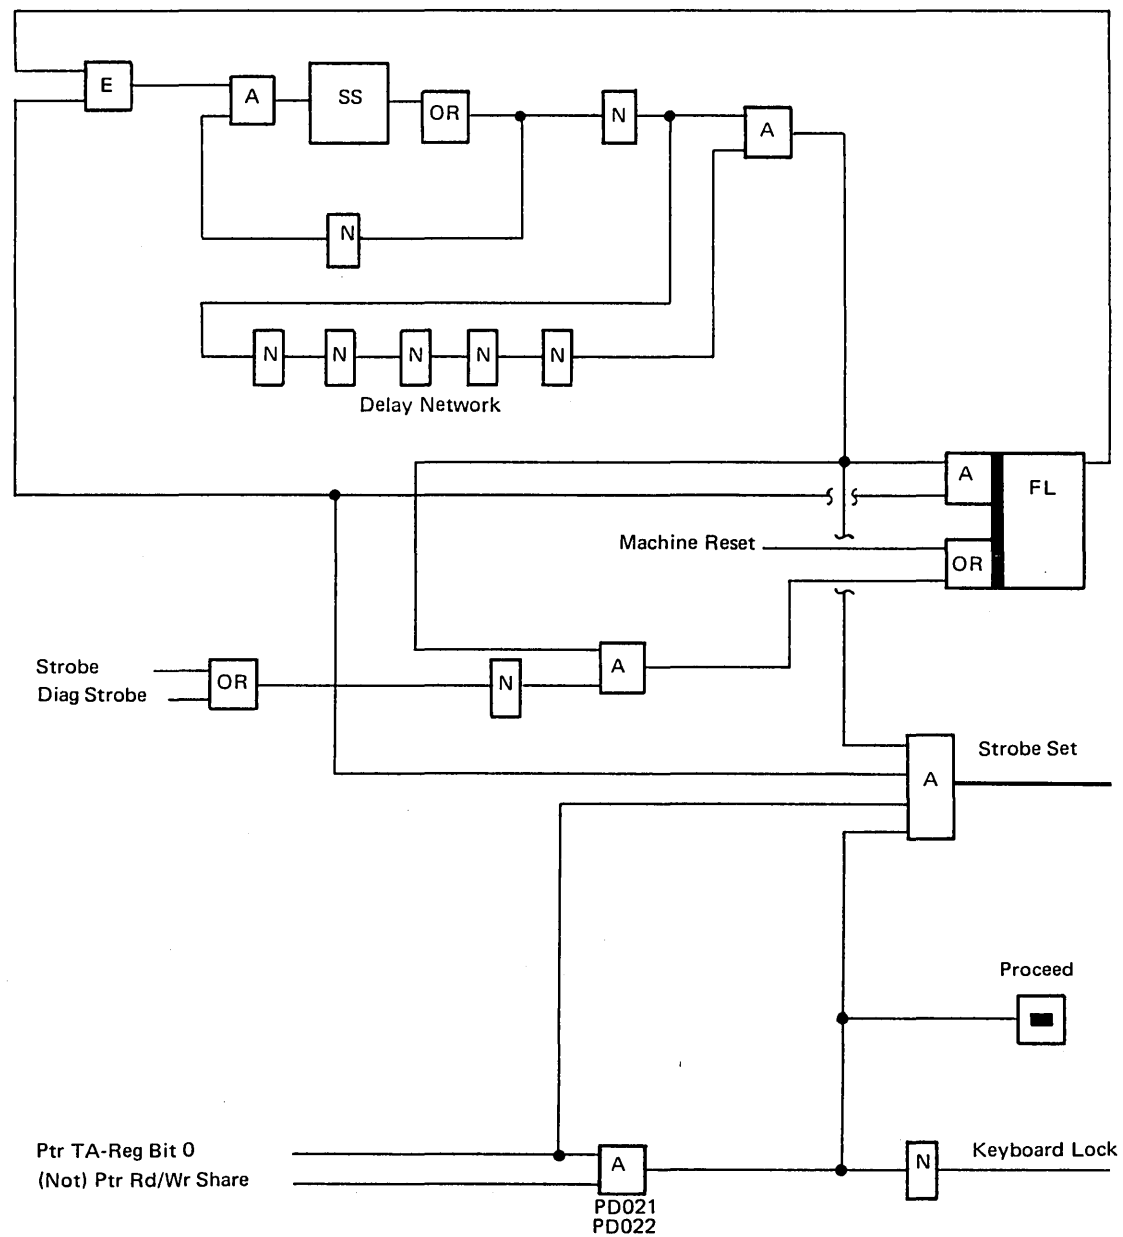 E
A
SS
OR
N
A
N
N
N
N
N
N
Delay Network
A
FL
Machine Reset
OR
Strobe
Diag Strobe
OR
N
A
Strobe Set
A
Proceed
Ptr TA-Reg Bit 0
(Not) Ptr Rd/Wr Share
A
PD021
PD022
N
Keyboard Lock